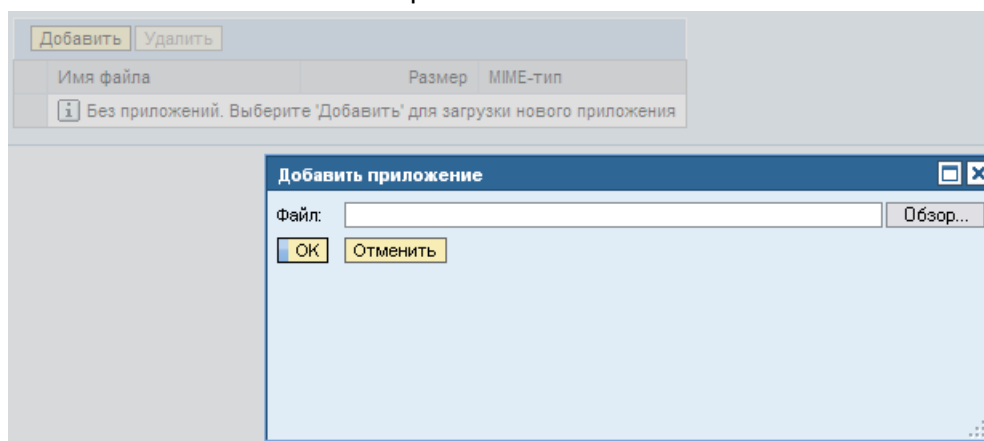 Добавить Удалить
Имя файла Размер MIME-тип
i Без приложений. Выберите 'Добавить' для загрузки нового приложения
Добавить приложение
Файл: Обзор...
ОК Отменить